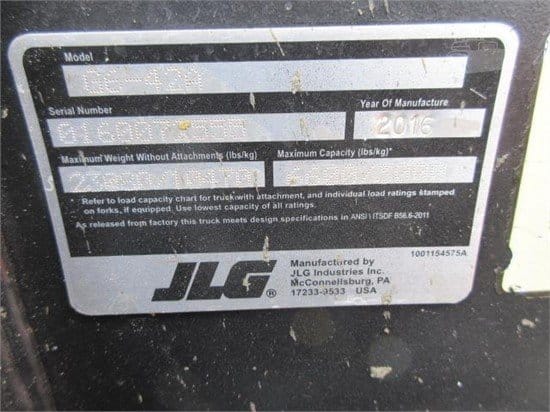 Model
G6-42A
Serial Number
Year Of Manufacture
2016
Maximum Weight Without Attachments (lbs/kg)
Maximum Capacity (lbs/kg)*
* Refer to load capacity chart for truck with attachment, and individual load ratings stamped
on forks, if equipped. Use lowest capacity of all ratings.
As released from factory this truck meets design specifications in ANSI \ ITSDF B56.6-2011
1001154575A
JLG ®
Manufactured by
JLG Industries Inc.
McConnellsburg, PA
17233-9533 USA